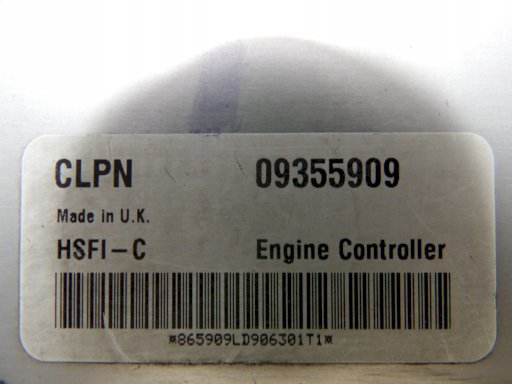 CLPN 09355909
Made in U.K.
HSFI-C Engine Controller
*865909LD906301T1*